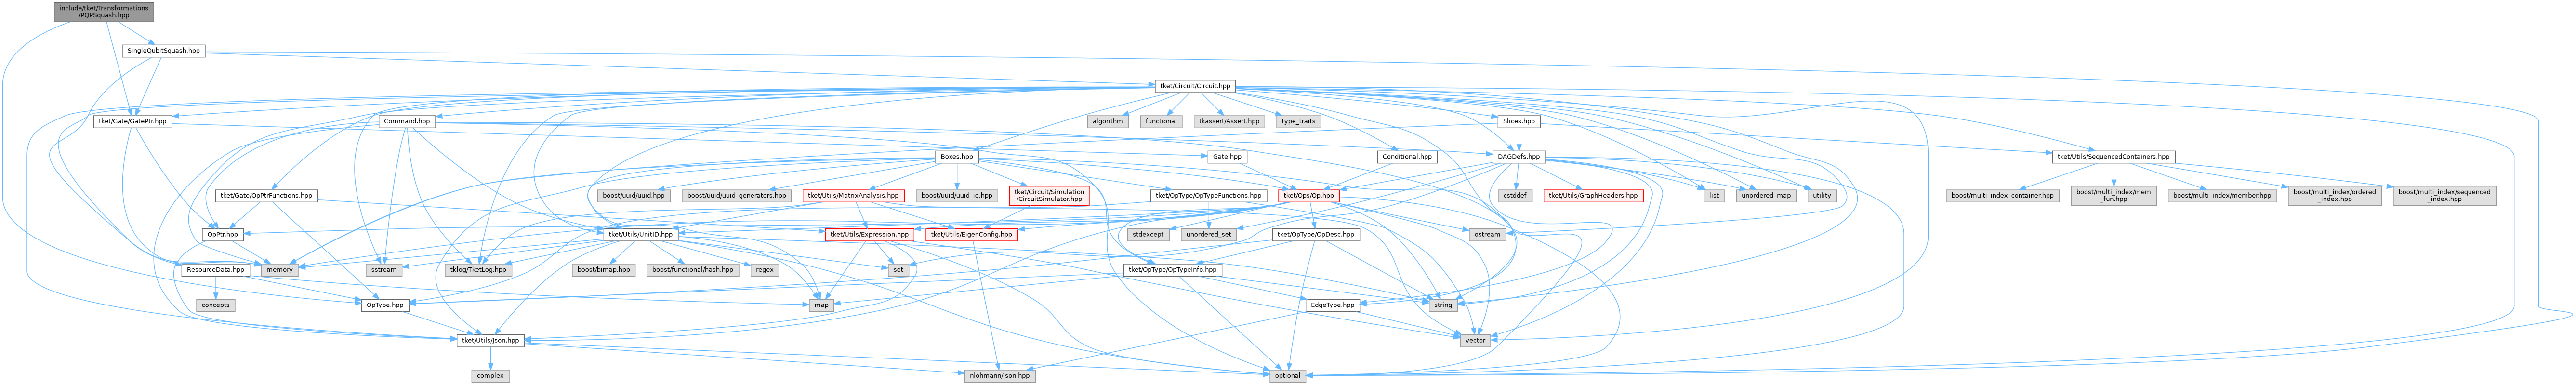 include/tket/Transformations
/PQPSquash.hpp
SingleQubitSquash.hpp
tket/Circuit/Circuit.hpp
tket/Gate/GatePtr.hpp
Command.hpp
algorithm
functional
tkassert/Assert.hpp
type_traits
Slices.hpp
Boxes.hpp
Gate.hpp
Conditional.hpp
DAGDefs.hpp
tket/Utils/SequencedContainers.hpp
tket/Gate/OpPtrFunctions.hpp
boost/uuid/uuid.hpp
boost/uuid/uuid_generators.hpp
tket/Utils/MatrixAnalysis.hpp
boost/uuid/uuid_io.hpp
tket/Circuit/Simulation
/CircuitSimulator.hpp
tket/OpType/OpTypeFunctions.hpp
tket/Ops/Op.hpp
cstddef
tket/Utils/GraphHeaders.hpp
list
unordered_map
utility
boost/multi_index_container.hpp
boost/multi_index/mem
_fun.hpp
boost/multi_index/member.hpp
boost/multi_index/ordered
_index.hpp
boost/multi_index/sequenced
_index.hpp
OpPtr.hpp
tket/Utils/UnitID.hpp
tket/Utils/Expression.hpp
tket/Utils/EigenConfig.hpp
stdexcept
unordered_set
tket/OpType/OpDesc.hpp
ostream
ResourceData.hpp
memory
sstream
tklog/TketLog.hpp
boost/bimap.hpp
boost/functional/hash.hpp
regex
set
tket/OpType/OpTypeInfo.hpp
concepts
OpType.hpp
map
EdgeType.hpp
string
tket/Utils/Json.hpp
vector
complex
nlohmann/json.hpp
optional